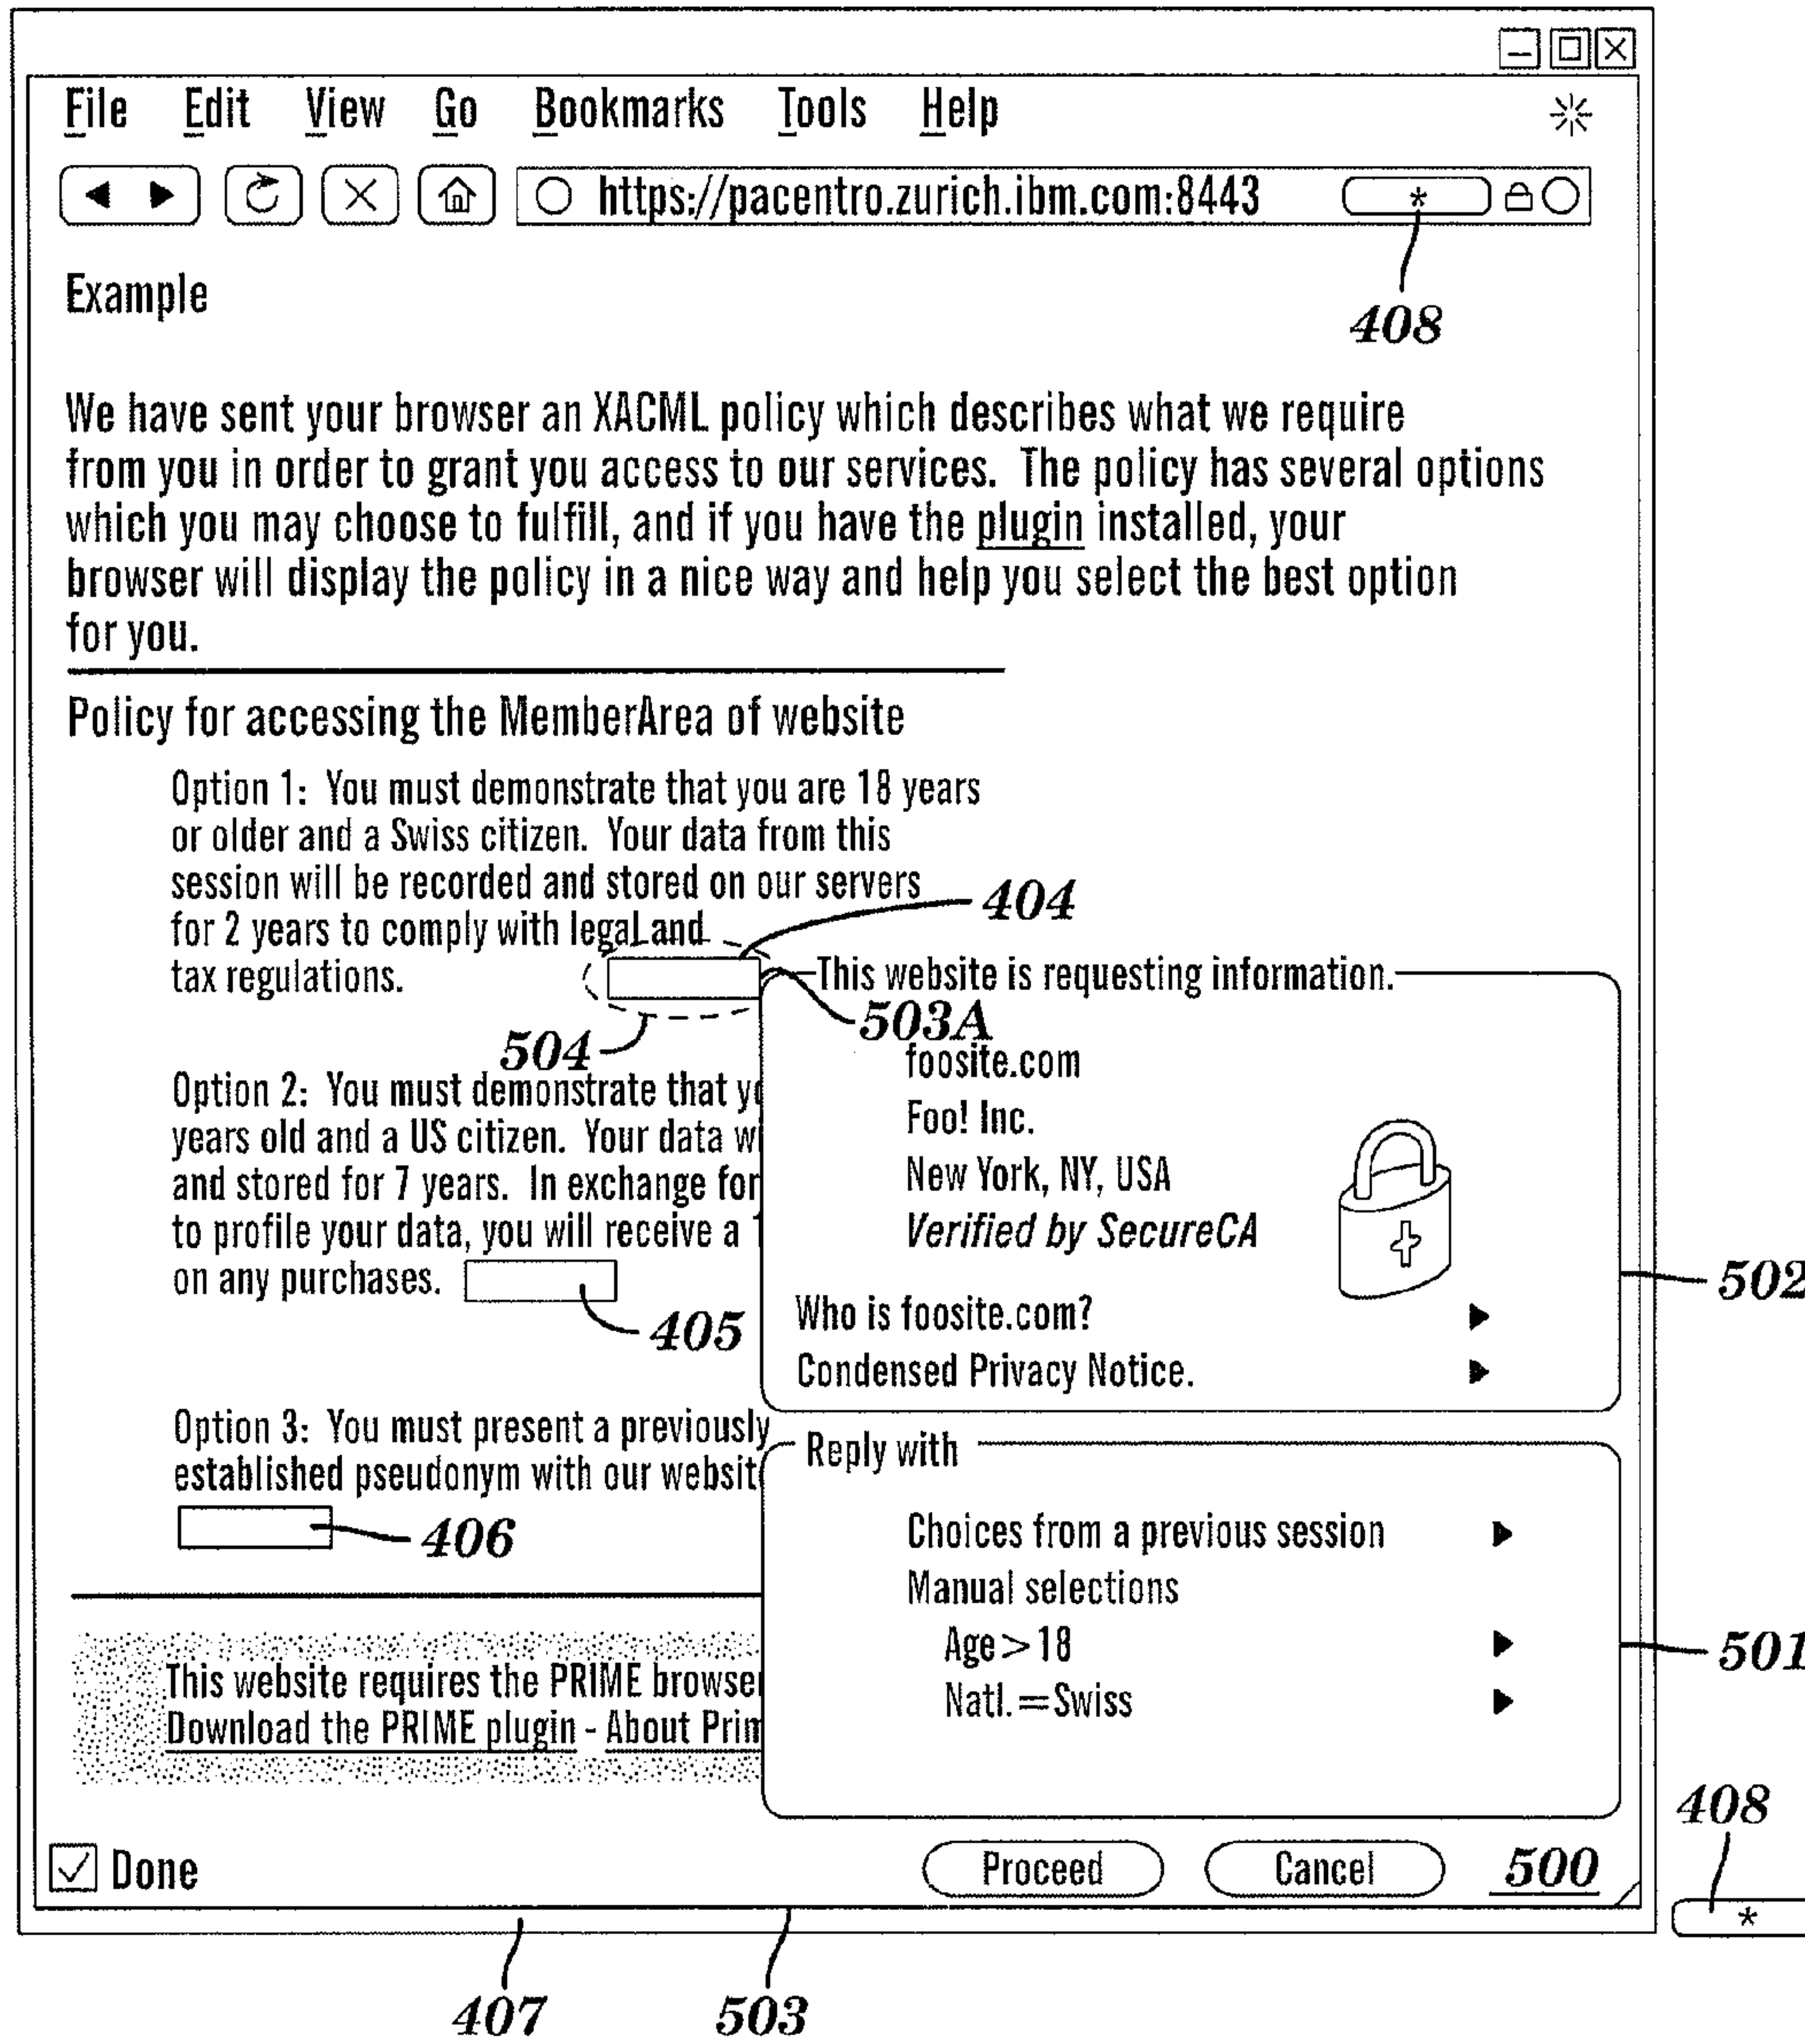 File Edit View Go Bookmarks Tools Help
https://pacentro.zurich.ibm.com:8443 *
408
Example
We have sent your browser an XACML policy which describes what we require
from you in order to grant you access to our services. The policy has several options
which you may choose to fulfill, and if you have the plugin installed, your
browser will display the policy in a nice way and help you select the best option
for you.
Policy for accessing the MemberArea of website
Option 1: You must demonstrate that you are 18 years
or older and a Swiss citizen. Your data from this
session will be recorded and stored on our servers
for 2 years to comply with legal and
tax regulations.
404
503A
504
Option 2: You must demonstrate that
years old and a US citizen. Your data
and stored for 7 years. In exchange for
to profile your data, you will receive a
on any purchases.
405
Option 3: You must present a previously
established pseudonym with our
406
This website requires the PRIME
Download the PRIME plugin - About
This website is requesting information.
foosite.com
Foo! Inc.
New York, NY, USA
Verified by SecureCA
Who is foosite.com?
Condensed Privacy Notice.
502
Reply with
Choices from a previous session
Manual selections
Age>18
Natl.=Swiss
501
Done
Proceed Cancel 500
408
*
407 503